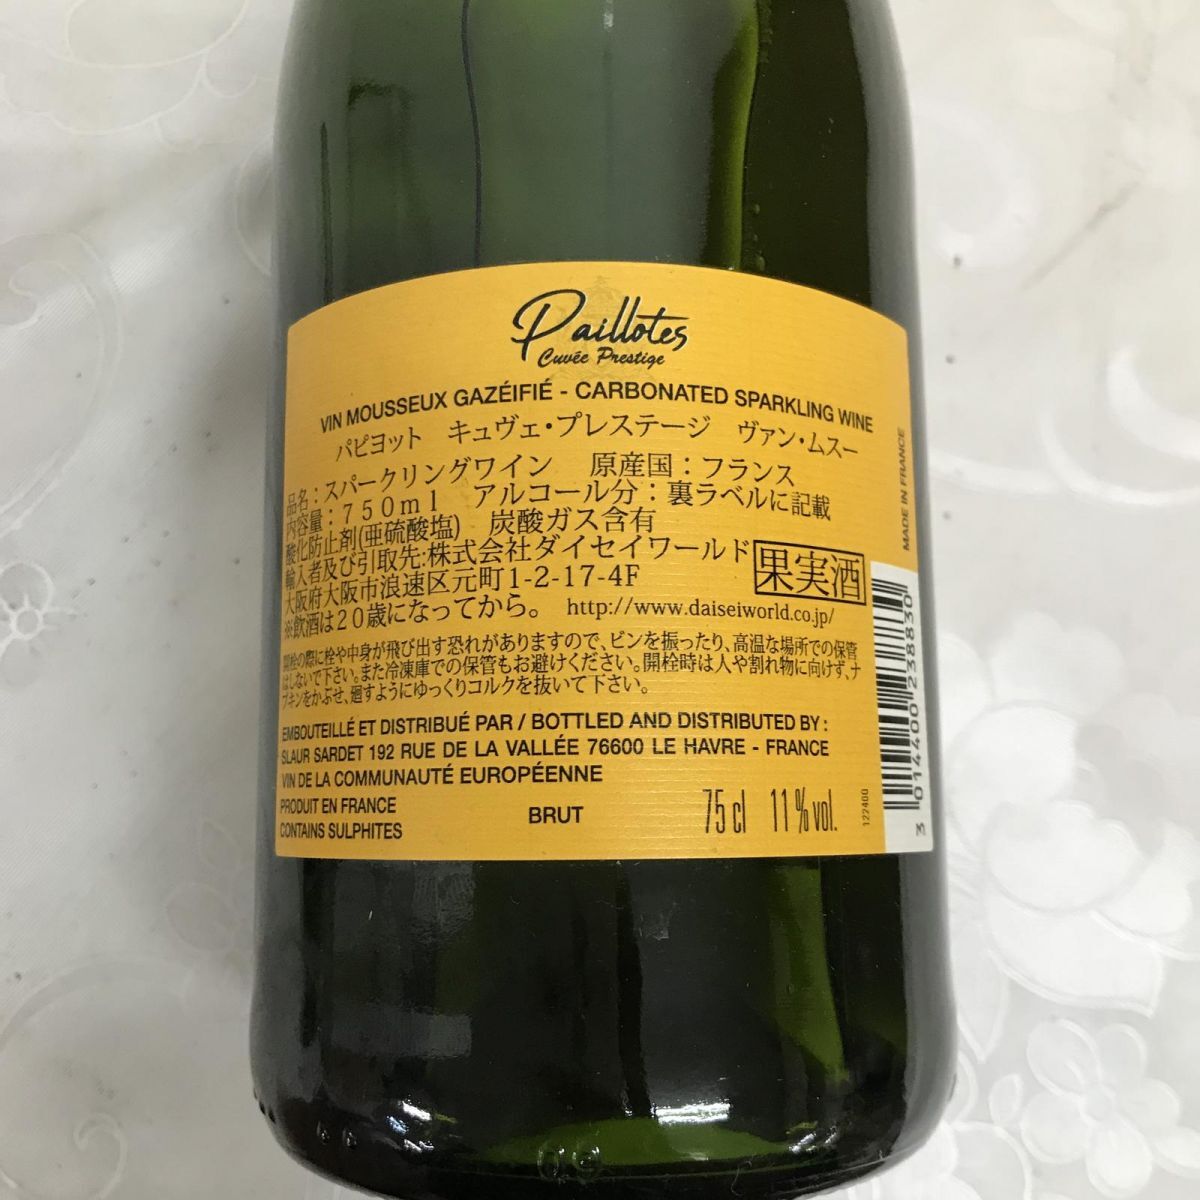 Paillotes
Cuvée Prestige
VIN MOUSSEUX GAZÉIFIÉ - CARBONATED SPARKLING WINE
パピヨット　キュヴェ・プレステージ　ヴァン・ムスー
品名：スパークリングワイン　原産国：フランス
内容量：750ml　アルコール分：裏ラベルに記載
酸化防止剤(亜硫酸塩)　炭酸ガス含有
輸入者及び引取先:株式会社ダイセイワールド
大阪府大阪市浪速区元町1-2-17-4F
果実酒
※飲酒は20歳になってから。 http://www.daiseiworld.co.jp/
開栓の際に栓や中身が飛び出す恐れがありますので、ビンを振ったり、高温な場所での保管
はしないで下さい。また冷凍庫での保管もお避けください。開栓時は人や割れ物に向けず、ナ
プキンをかぶせ、廻すようにゆっくりコルクを抜いて下さい。
EMBOUTEILLÉ ET DISTRIBUÉ PAR / BOTTLED AND DISTRIBUTED BY :
SLAUR SARDET 192 RUE DE LA VALLÉE 76600 LE HAVRE - FRANCE
VIN DE LA COMMUNAUTÉ EUROPÉENNE
PRODUIT EN FRANCE
CONTAINS SULPHITES
BRUT
75 cl 11% vol.
122400
MADE IN FRANCE
3 014400 238830